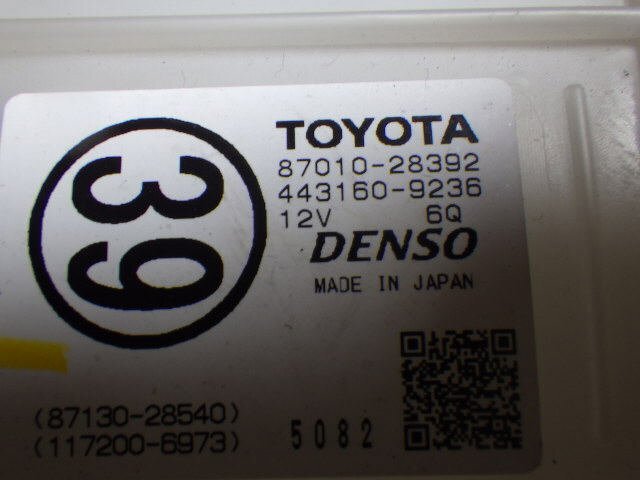 39
TOYOTA
87010-28392
443160-9236
12V 6Q
DENSO
MADE IN JAPAN
(87130-28540)
(117200-6973)
5082